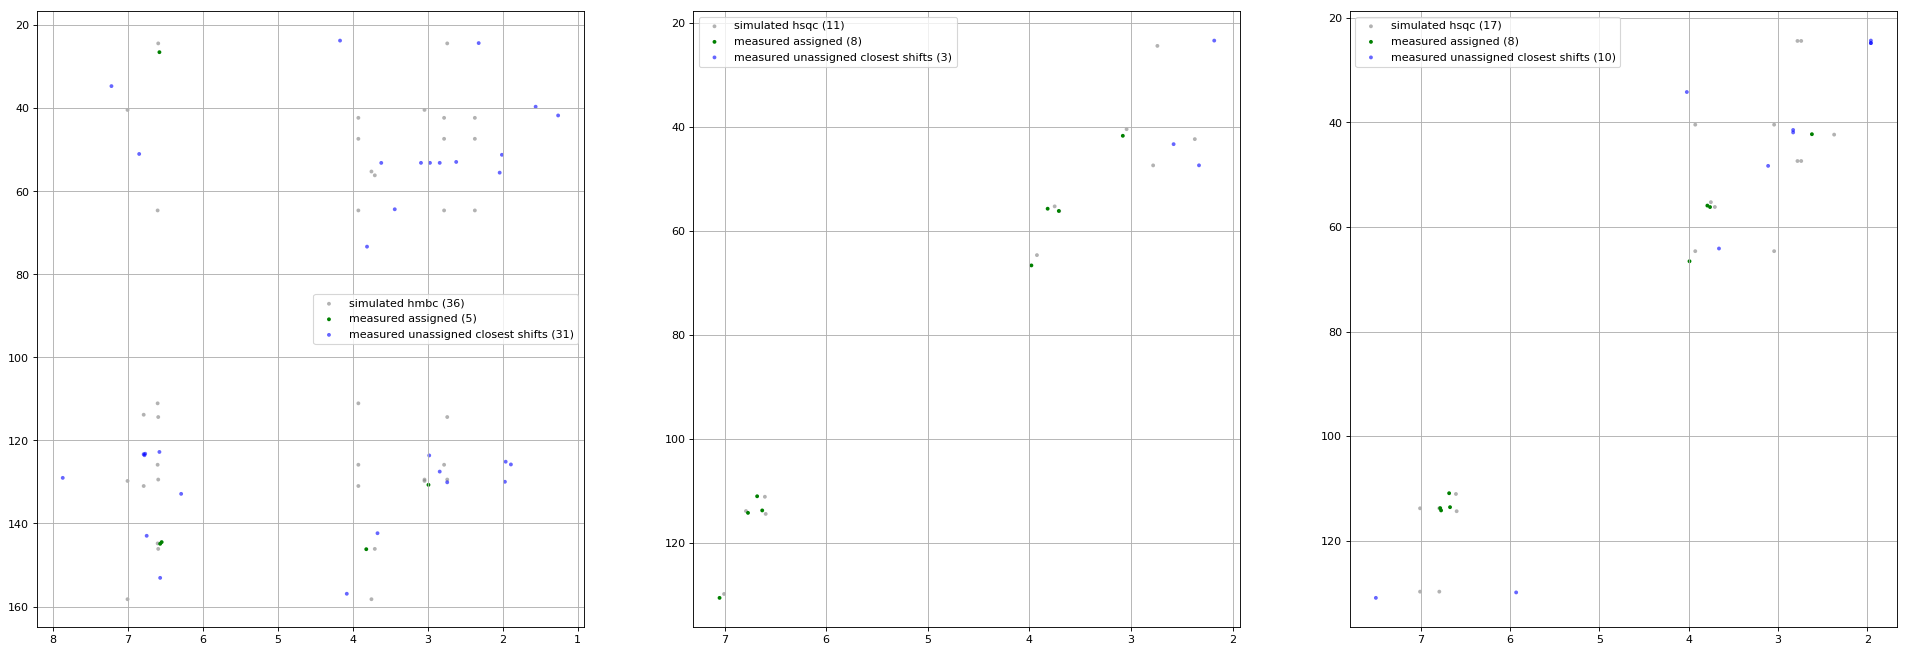 simulated hmbc (36)
measured assigned (5)
measured unassigned closest shifts (31)
20
40
60
80
100
120
140
160
8 7 6 5 4 3 2 1
simulated hsqc (11)
measured assigned (8)
measured unassigned closest shifts (3)
20
40
60
80
100
120
7 6 5 4 3 2
simulated hsqc (17)
measured assigned (8)
measured unassigned closest shifts (10)
20
40
60
80
100
120
7 6 5 4 3 2